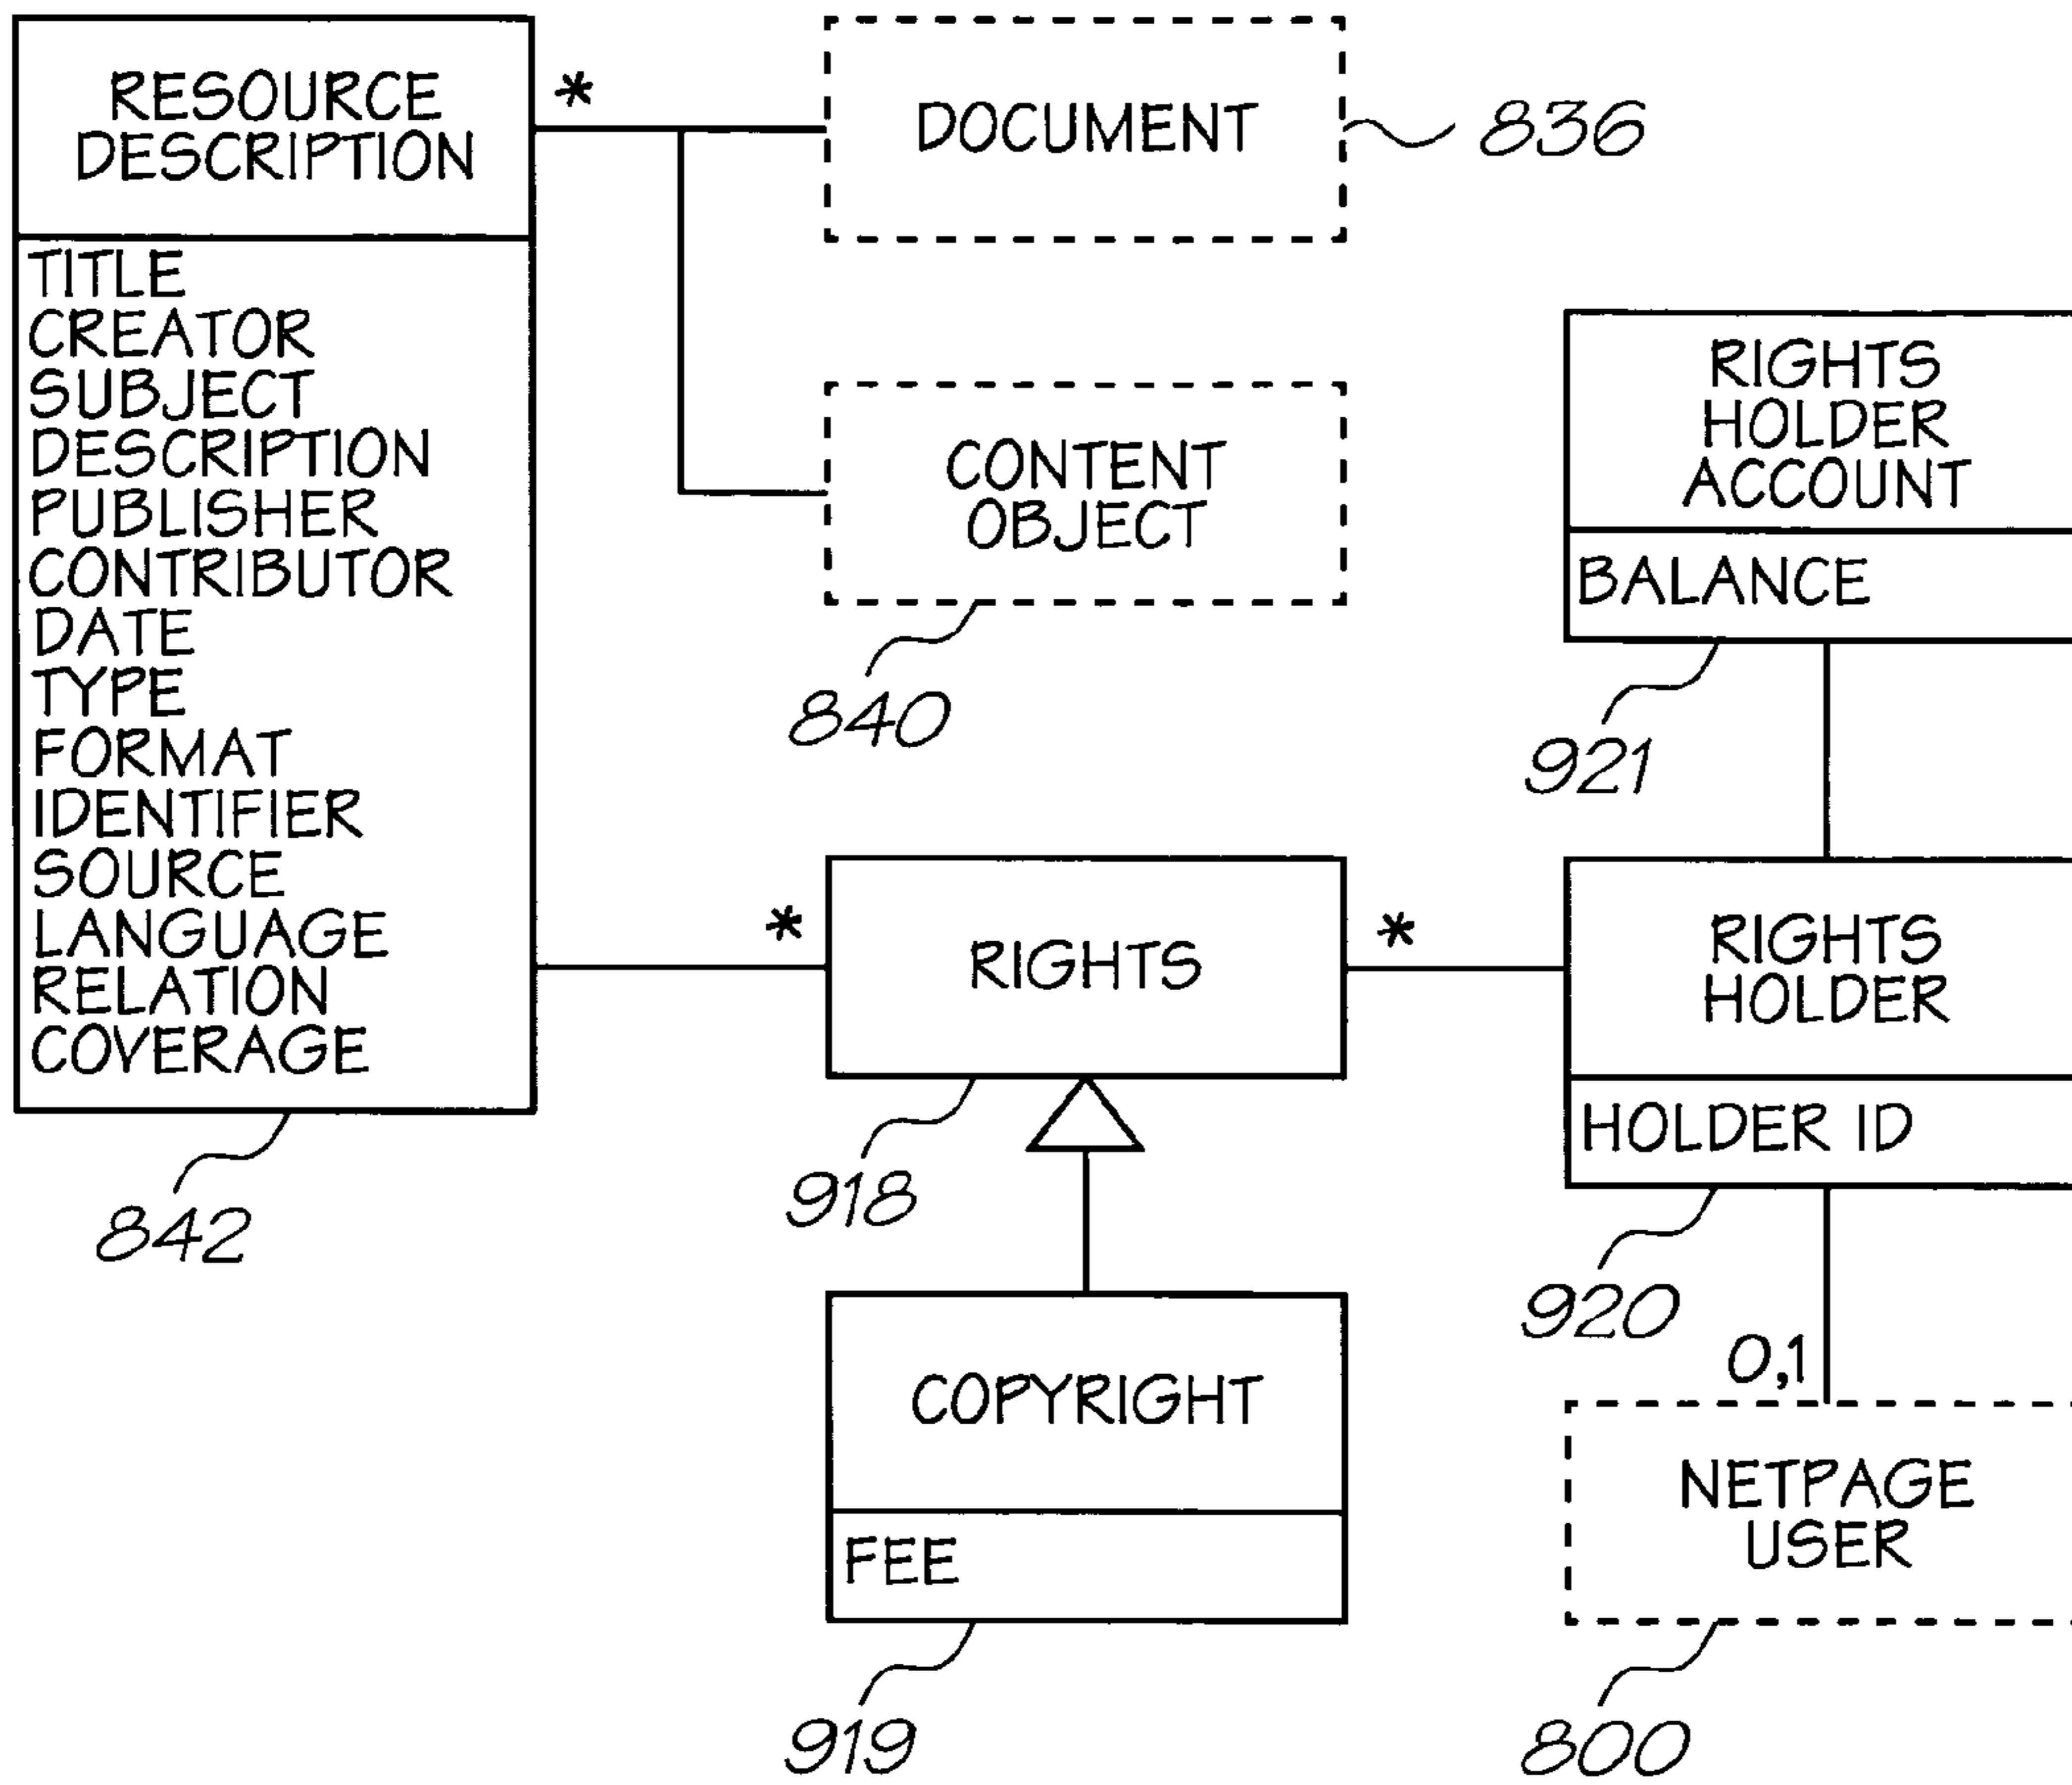 RESOURCE
DESCRIPTION
*
TITLE
CREATOR
SUBJECT
DESCRIPTION
PUBLISHER
CONTRIBUTOR
DATE
TYPE
FORMAT
IDENTIFIER
SOURCE
LANGUAGE
RELATION
COVERAGE
842
DOCUMENT
836
CONTENT
OBJECT
840
RIGHTS
HOLDER
ACCOUNT
BALANCE
921
*
RIGHTS
*
918
RIGHTS
HOLDER
HOLDER ID
920
COPYRIGHT
FEE
919
0,1
NETPAGE
USER
800